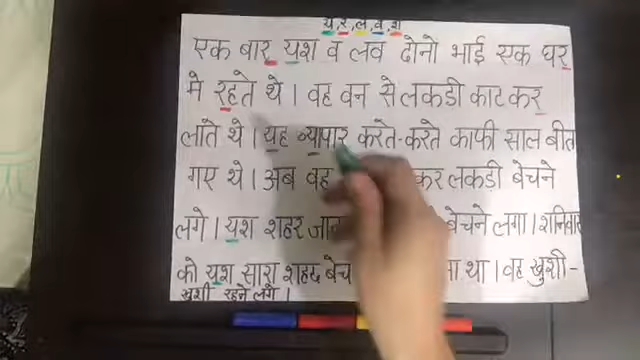 य, र, ल, व, श
एक बार यश व लव दोनो भाई एक घर
मे रहते थे। वह वन से लकडी काट कर
लाते थे। यह व्यापार करते-करते काफी साल बीत
गए थे। अब वह कर लकडी बेचने
लगे। यश शहर बेचने लगा। शनिवार
को यश सारा शहद बेच था। वह खुशी -
खुशी रहने लगे।